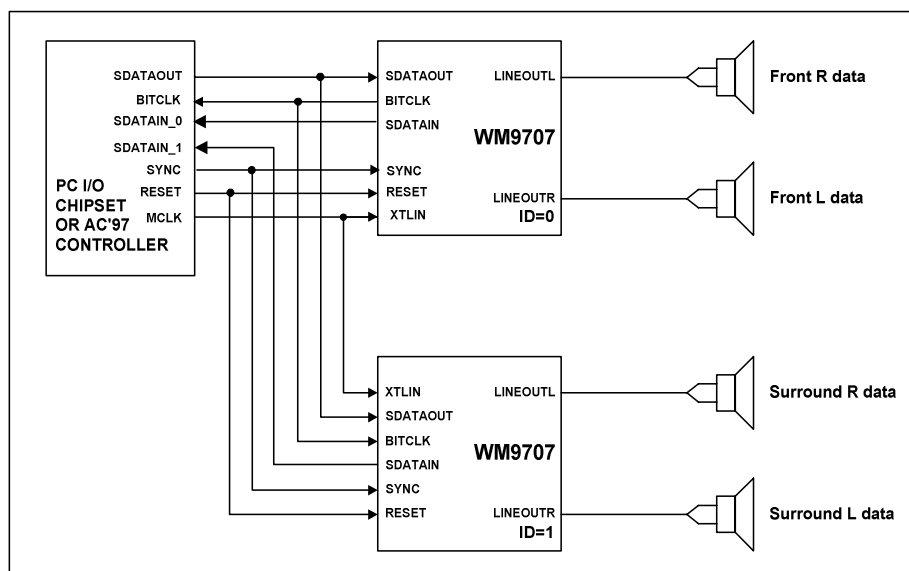 SDATAOUT
BITCLK
SDATAIN_0
SDATAIN_1
SYNC
RESET
MCLK
PC I/O
CHIPSET
OR AC'97
CONTROLLER
SDATAOUT
BITCLK
SDATAIN
SYNC
RESET
XTLIN
LINEOUTL
WM9707
LINEOUTR
ID=0
Front R data
Front L data
XTLIN
SDATAOUT
BITCLK
SDATAIN
SYNC
RESET
LINEOUTL
WM9707
LINEOUTR
ID=1
Surround R data
Surround L data